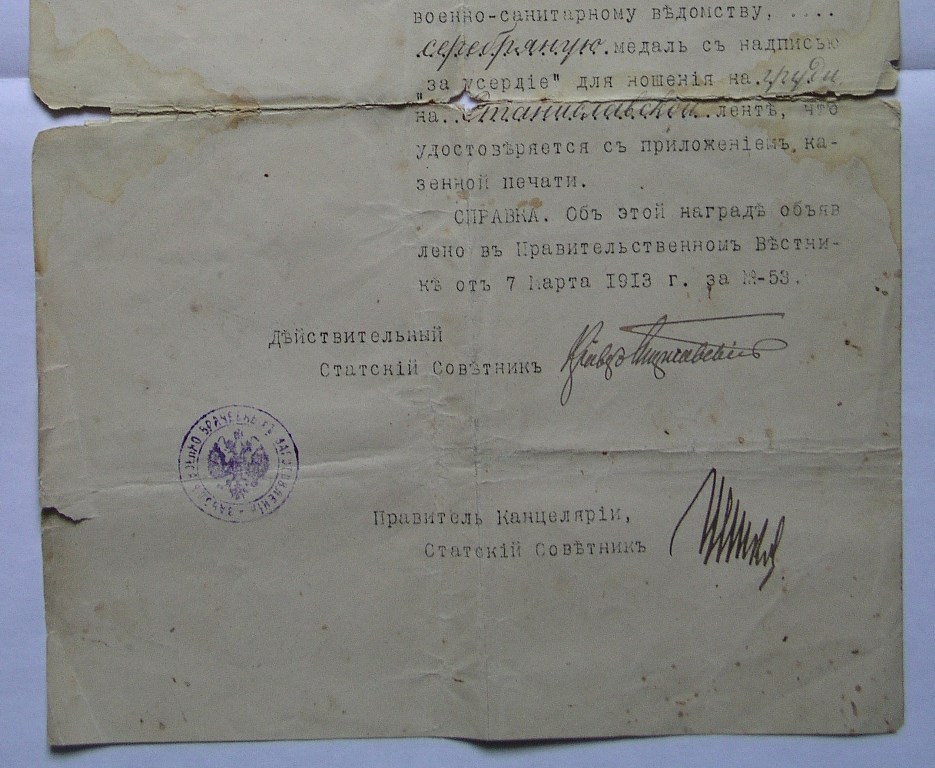 военно-санитарному вѣдомству, ....
серебряную медаль съ надписью
"за усердіе" для ношенія на груди
на..Станиславской.лентѣ, что
удостовѣряется съ приложеніемъ ка-
зенной печати.
СПРАВКА. Объ этой наградѣ объяв
лено въ Правительственномъ Вѣстни-
кѣ отъ 7 Марта 1913 г. за №-53.
Дѣйствительный
Статскій Совѣтникъ
Правитель Канцеляріи,
Статскій Совѣтникъ